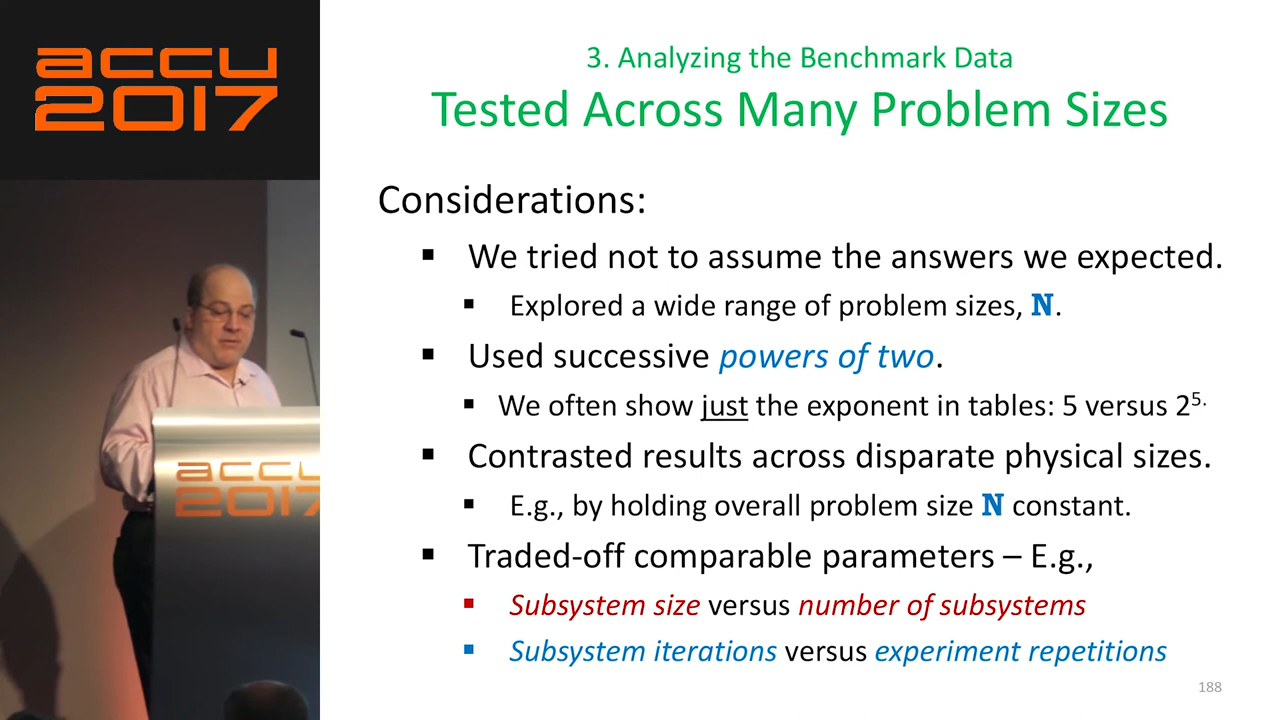 accu
2017
3. Analyzing the Benchmark Data
Tested Across Many Problem Sizes
Considerations:
▪ We tried not to assume the answers we expected.
▪ Explored a wide range of problem sizes, N.
▪ Used successive powers of two.
▪ We often show just the exponent in tables: 5 versus 2⁵.
▪ Contrasted results across disparate physical sizes.
▪ E.g., by holding overall problem size N constant.
▪ Traded-off comparable parameters – E.g.,
▪ Subsystem size versus number of subsystems
▪ Subsystem iterations versus experiment repetitions
188
accu
2017